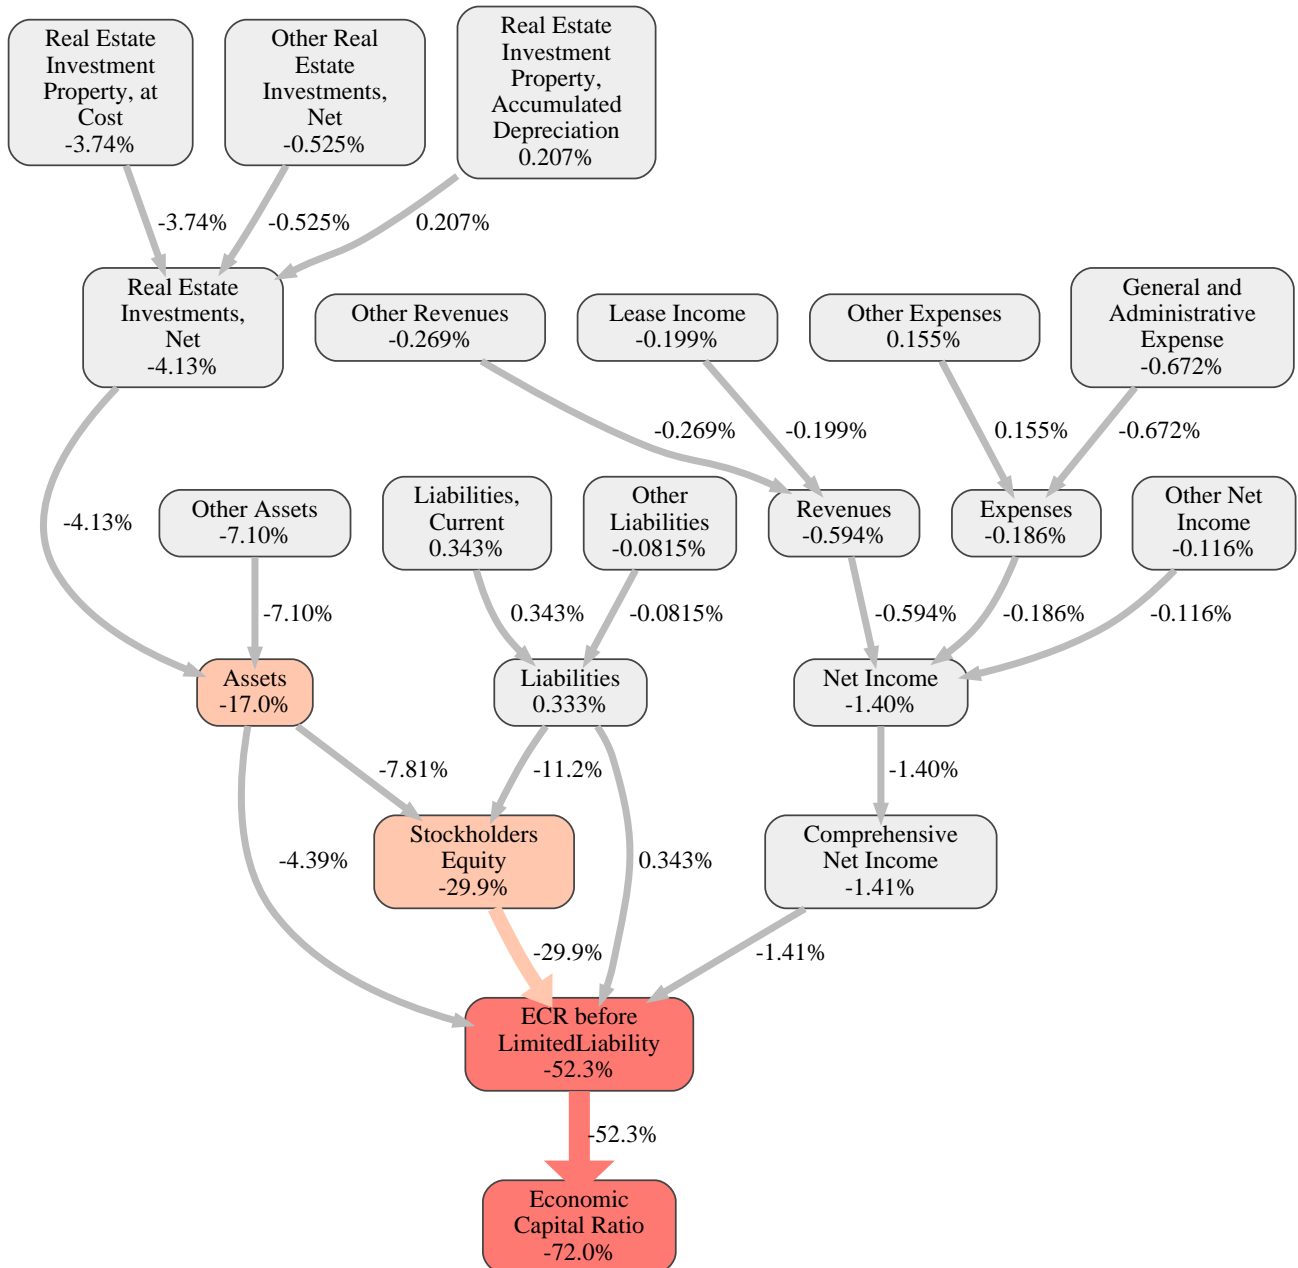 Real Estate
Investment
Property, at
Cost
-3.74%
Other Real
Estate
Investments,
Net
-0.525%
Real Estate
Investment
Property,
Accumulated
Depreciation
0.207%
-3.74%
-0.525%
0.207%
Real Estate
Investments,
Net
-4.13%
Other Revenues
-0.269%
Lease Income
-0.199%
Other Expenses
0.155%
General and
Administrative
Expense
-0.672%
-0.269%
-0.199%
0.155%
-0.672%
-4.13%
Other Assets
-7.10%
Liabilities,
Current
0.343%
Other
Liabilities
-0.0815%
Revenues
-0.594%
Expenses
-0.186%
Other Net
Income
-0.116%
-7.10%
0.343%
-0.0815%
-0.594%
-0.186%
-0.116%
Assets
-17.0%
Liabilities
0.333%
Net Income
-1.40%
-7.81%
-11.2%
-1.40%
-4.39%
Stockholders
Equity
-29.9%
0.343%
Comprehensive
Net Income
-1.41%
-29.9%
-1.41%
ECR before
LimitedLiability
-52.3%
-52.3%
Economic
Capital Ratio
-72.0%